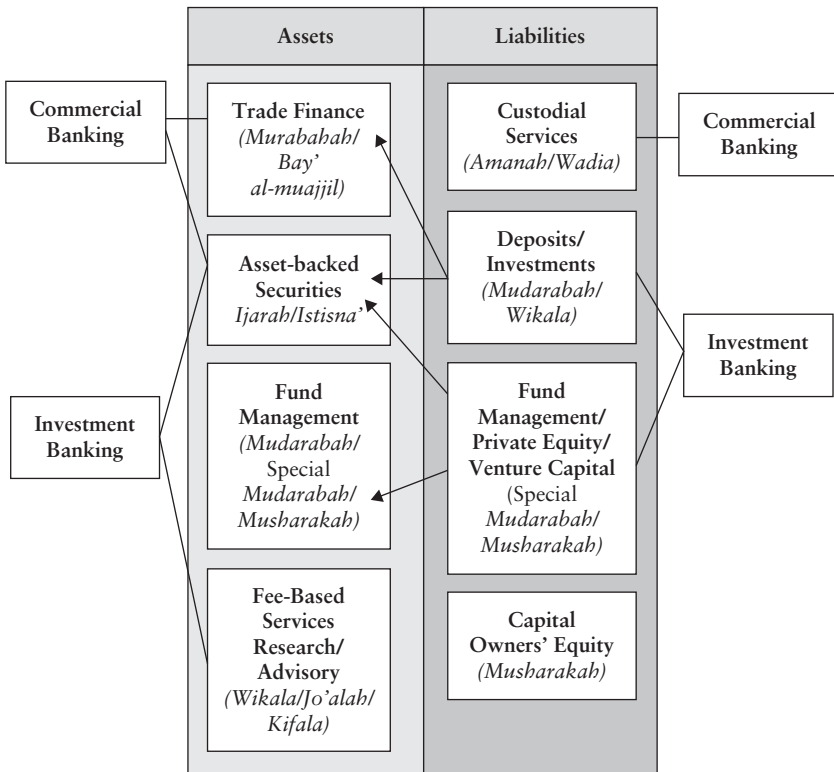 Assets
Liabilities
Commercial
Banking
Trade Finance
(Murabahah/
Bay’
al-muajjil)
Custodial
Services
(Amanah/Wadia)
Commercial
Banking
Asset-backed
Securities
Ijarah/Istisna’
Deposits/
Investments
(Mudarabah/
Wikala)
Investment
Banking
Fund
Management
(Mudarabah/
Special
Mudarabah/
Musharakah)
Fund
Management/
Private Equity/
Venture Capital
(Special
Mudarabah/
Musharakah)
Investment
Banking
Fee-Based
Services
Research/
Advisory
(Wikala/Jo’alah/
Kifala)
Capital
Owners’ Equity
(Musharakah)